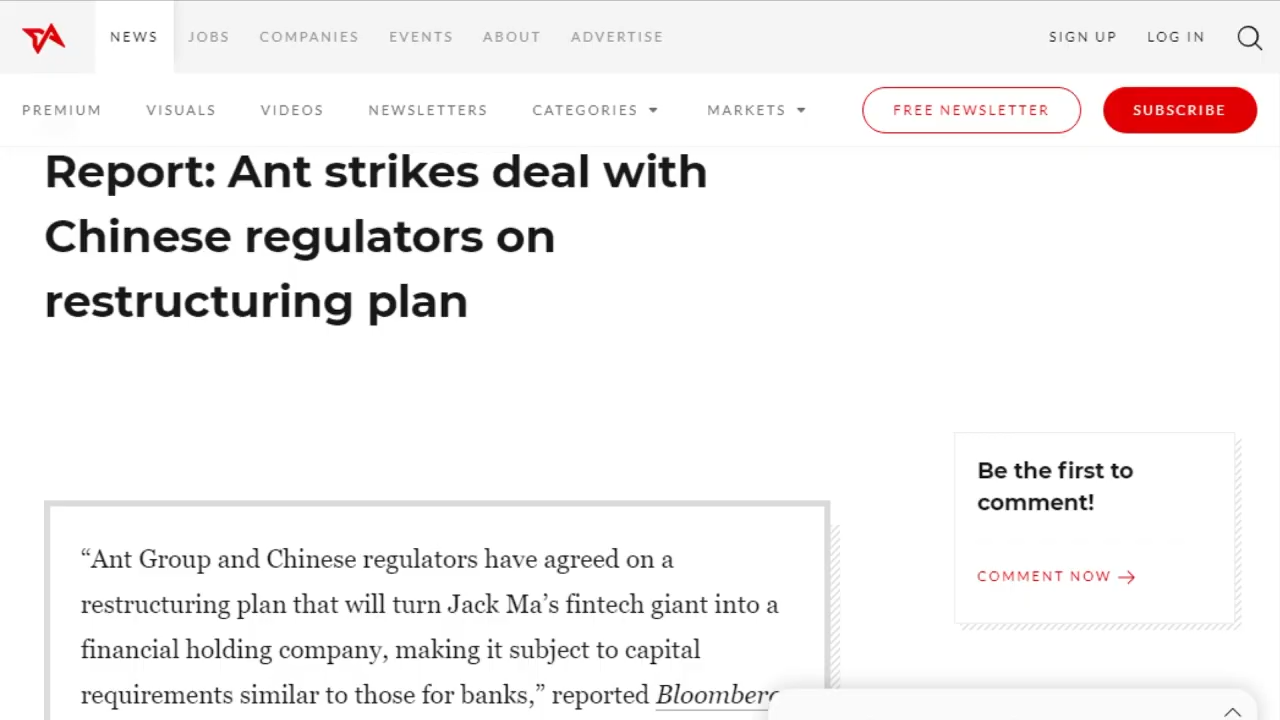 NEWS JOBS COMPANIES EVENTS ABOUT ADVERTISE SIGN UP LOG IN
PREMIUM VISUALS VIDEOS NEWSLETTERS CATEGORIES MARKETS FREE NEWSLETTER SUBSCRIBE
Report: Ant strikes deal with
Chinese regulators on
restructuring plan
Be the first to
comment!
COMMENT NOW
“Ant Group and Chinese regulators have agreed on a
restructuring plan that will turn Jack Ma’s fintech giant into a
financial holding company, making it subject to capital
requirements similar to those for banks,” reported